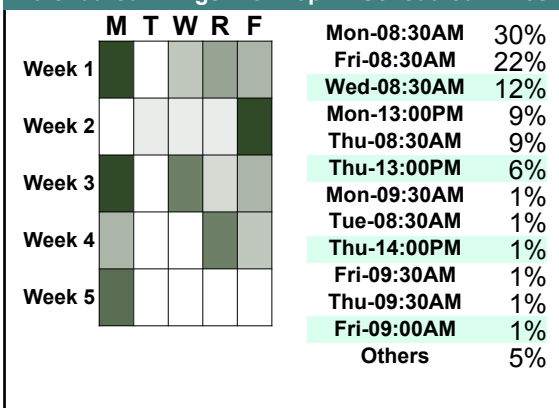 M T W R F
Week 1
Week 2
Week 3
Week 4
Week 5
Mon-08:30AM 30%
Fri-08:30AM 22%
Wed-08:30AM 12%
Mon-13:00PM 9%
Thu-08:30AM 9%
Thu-13:00PM 6%
Mon-09:30AM 1%
Tue-08:30AM 1%
Thu-14:00PM 1%
Fri-09:30AM 1%
Thu-09:30AM 1%
Fri-09:00AM 1%
Others 5%